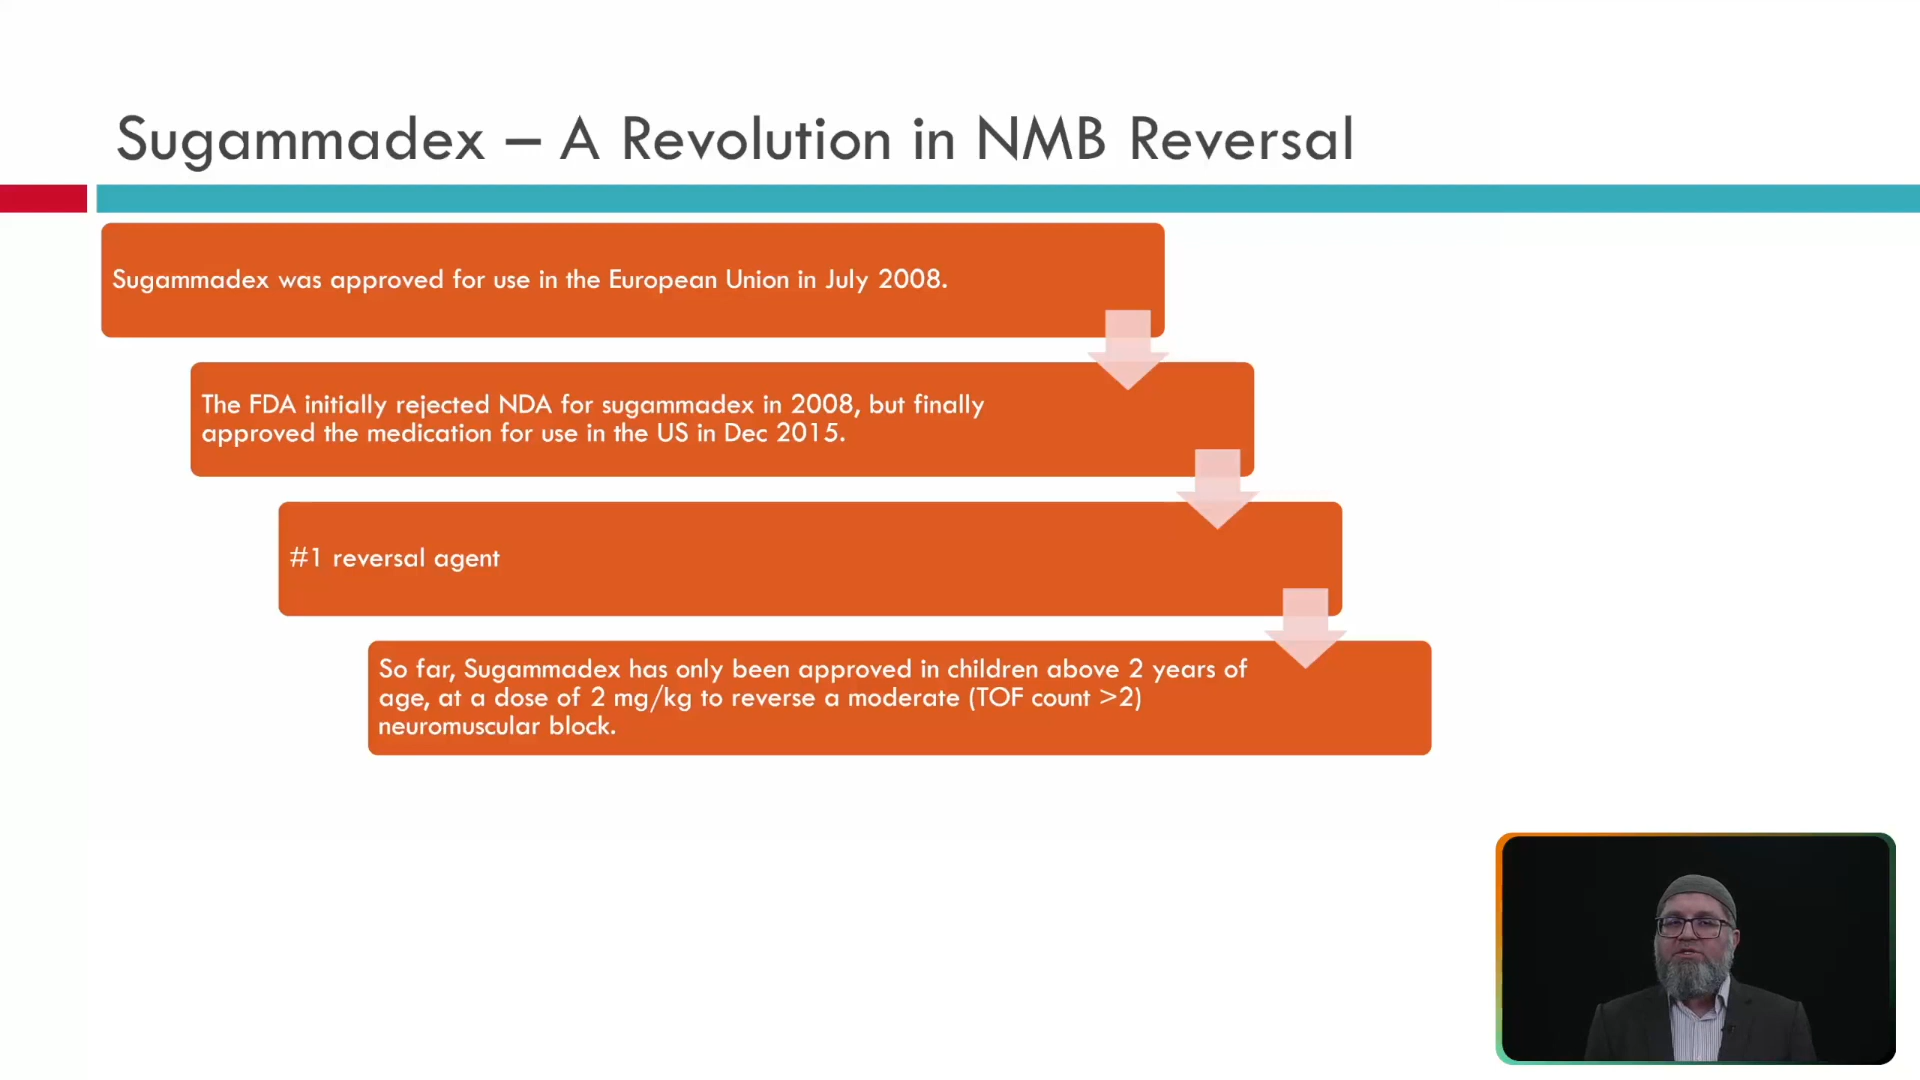 Sugammadex – A Revolution in NMB Reversal
Sugammadex was approved for use in the European Union in July 2008.
The FDA initially rejected NDA for sugammadex in 2008, but finally
approved the medication for use in the US in Dec 2015.
#1 reversal agent
So far, Sugammadex has only been approved in children above 2 years of
age, at a dose of 2 mg/kg to reverse a moderate (TOF count >2)
neuromuscular block.